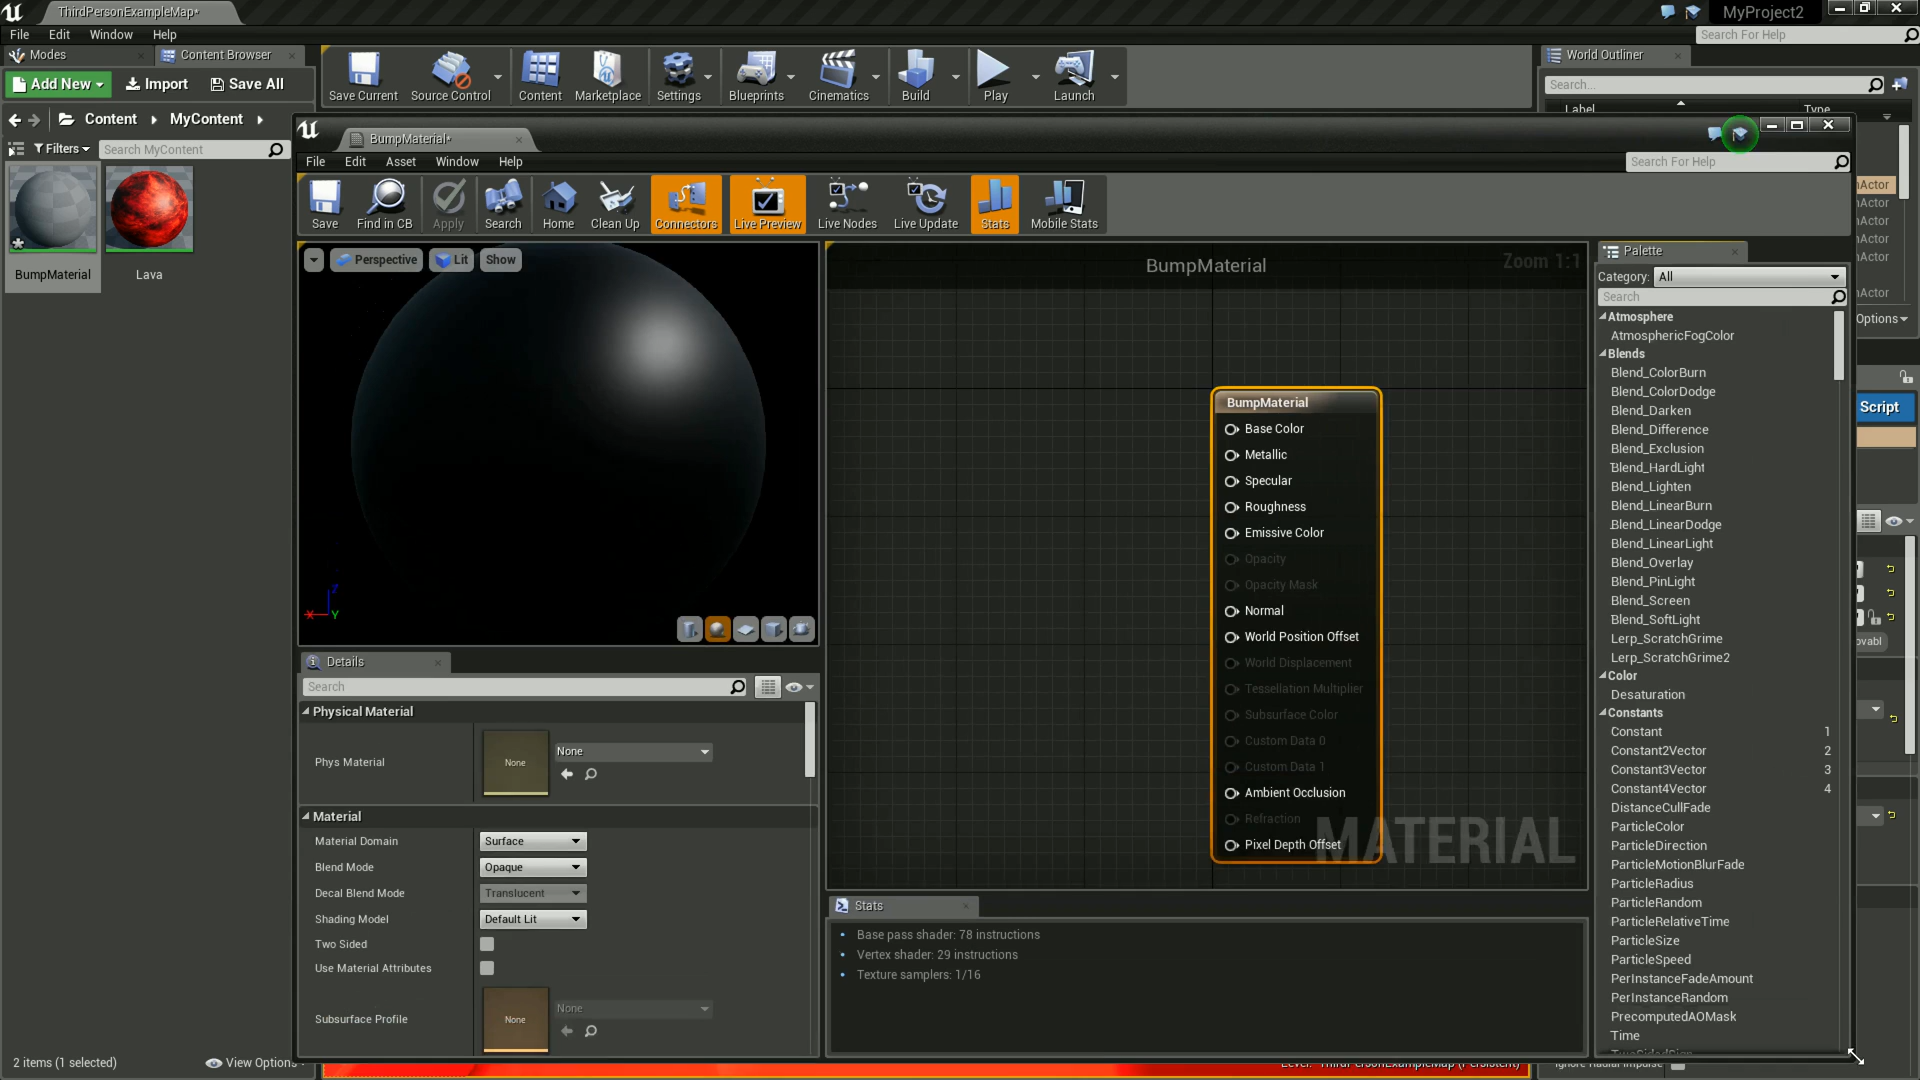 ThirdPersonExampleMap*
MyProject2
File Edit Window Help
Search For Help
Modes
Content Browser
World Outliner
Add New
Import
Save All
Save Current
Source Control
Content
Marketplace
Settings
Blueprints
Cinematics
Build
Play
Launch
Search...
Label
Type
Content
MyContent
Filters
Search MyContent
BumpMaterial
Lava
2 items (1 selected)
View Options
BumpMaterial*
File Edit Asset Window Help
Search For Help
Save
Find in CB
Apply
Search
Home
Clean Up
Connectors
Live Preview
Live Nodes
Live Update
Stats
Mobile Stats
Perspective
Lit
Show
X
Y
Z
Details
Search
Physical Material
Phys Material
None
None
Material
Material Domain
Surface
Blend Mode
Opaque
Decal Blend Mode
Translucent
Shading Model
Default Lit
Two Sided
Use Material Attributes
Subsurface Profile
None
None
BumpMaterial
Zoom 1:1
BumpMaterial
Base Color
Metallic
Specular
Roughness
Emissive Color
Opacity
Opacity Mask
Normal
World Position Offset
World Displacement
Tessellation Multiplier
Subsurface Color
Custom Data 0
Custom Data 1
Ambient Occlusion
Refraction
Pixel Depth Offset
MATERIAL
Stats
Base pass shader: 78 instructions
Vertex shader: 29 instructions
Texture samplers: 1/16
Palette
Category:
All
Search
Atmosphere
AtmosphericFogColor
Blends
Blend_ColorBurn
Blend_ColorDodge
Blend_Darken
Blend_Difference
Blend_Exclusion
Blend_HardLight
Blend_Lighten
Blend_LinearBurn
Blend_LinearDodge
Blend_LinearLight
Blend_Overlay
Blend_PinLight
Blend_Screen
Blend_SoftLight
Lerp_ScratchGrime
Lerp_ScratchGrime2
Color
Desaturation
Constants
Constant 1
Constant2Vector 2
Constant3Vector 3
Constant4Vector 4
DistanceCullFade
ParticleColor
ParticleDirection
ParticleMotionBlurFade
ParticleRadius
ParticleRandom
ParticleRelativeTime
ParticleSize
ParticleSpeed
PerInstanceFadeAmount
PerInstanceRandom
PrecomputedAOMask
Time
nActor
Actor
Actor
Actor
Actor
nActor
Options
Script
ovabl
Level: ThirdPersonExampleMap (Persistent)
Ignore Radial Impulse